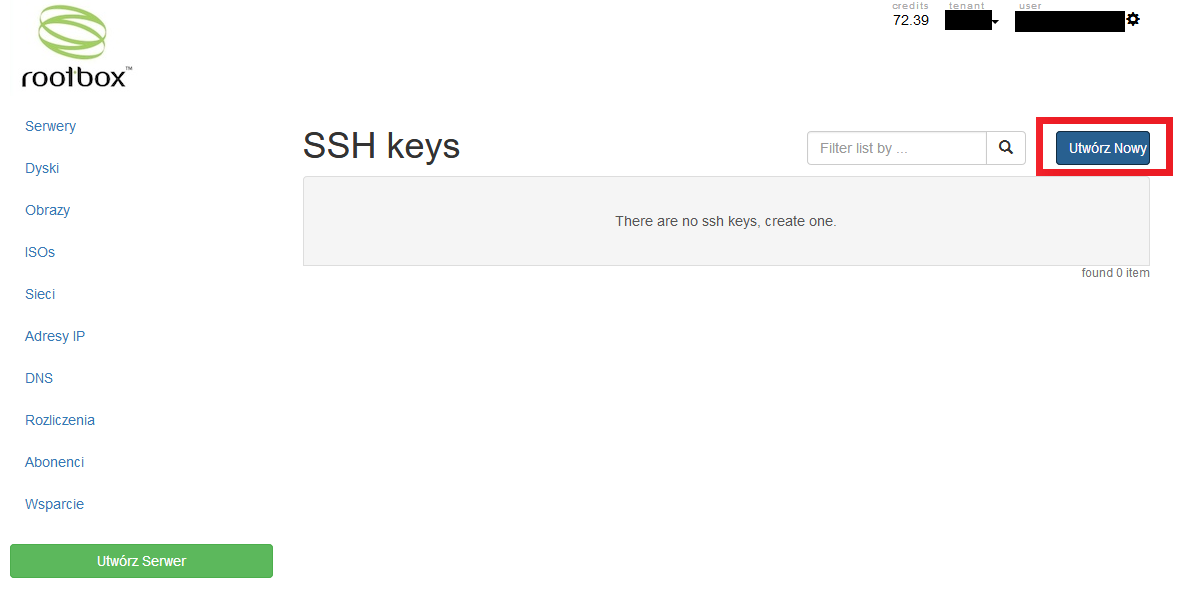 credits tenant user
72.39
rootbox™
Serwery
Dyski
Obrazy
ISOs
Sieci
Adresy IP
DNS
Rozliczenia
Abonenci
Wsparcie
Utwórz Serwer
SSH keys
Filter list by ...
Utwórz Nowy
There are no ssh keys, create one.
found 0 item